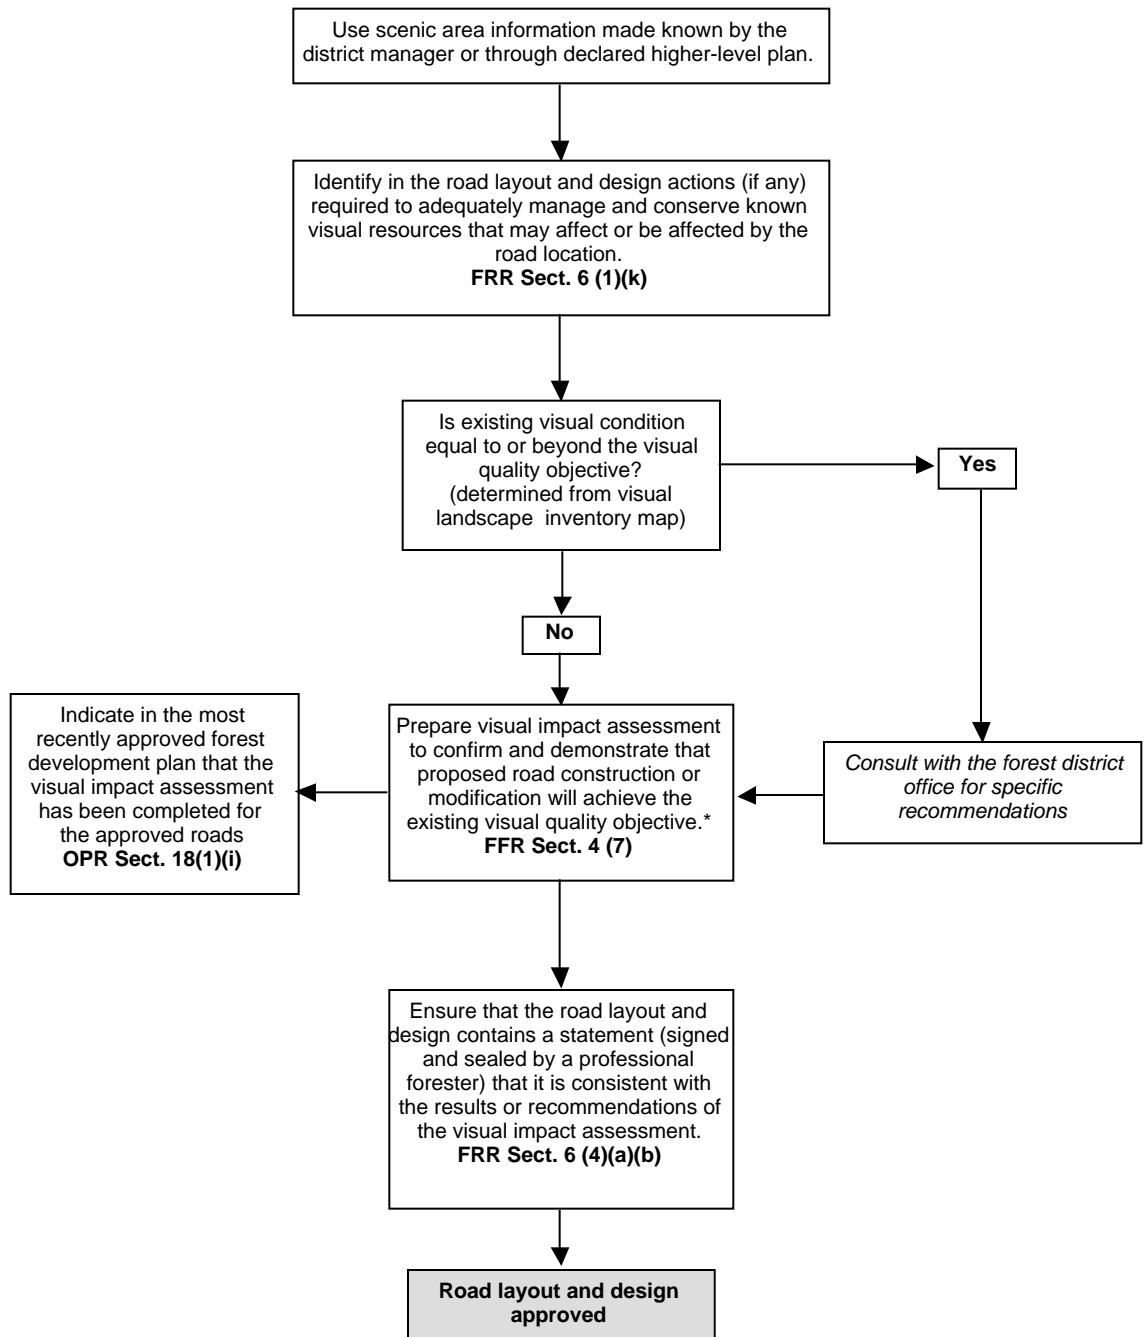 Use scenic area information made known by the
district manager or through declared higher-level plan.
Identify in the road layout and design actions (if any)
required to adequately manage and conserve known
visual resources that may affect or be affected by the
road location.
FRR Sect. 6 (1)(k)
Is existing visual condition
equal to or beyond the visual
quality objective?
(determined from visual
landscape inventory map)
Yes
No
Indicate in the most
recently approved forest
development plan that the
visual impact assessment
has been completed for
the approved roads
OPR Sect. 18(1)(i)
Prepare visual impact assessment
to confirm and demonstrate that
proposed road construction or
modification will achieve the
existing visual quality objective.*
FFR Sect. 4 (7)
Consult with the forest district
office for specific
recommendations
Ensure that the road layout and
design contains a statement (signed
and sealed by a professional
forester) that it is consistent with
the results or recommendations of
the visual impact assessment.
FRR Sect. 6 (4)(a)(b)
Road layout and design
approved